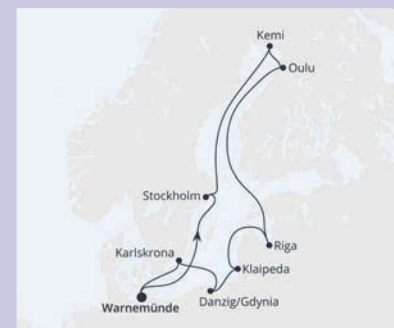 Kemi
Oulu
Stockholm
Karlskrona
Riga
Klaipeda
Danzig/Gdynia
Warnemünde